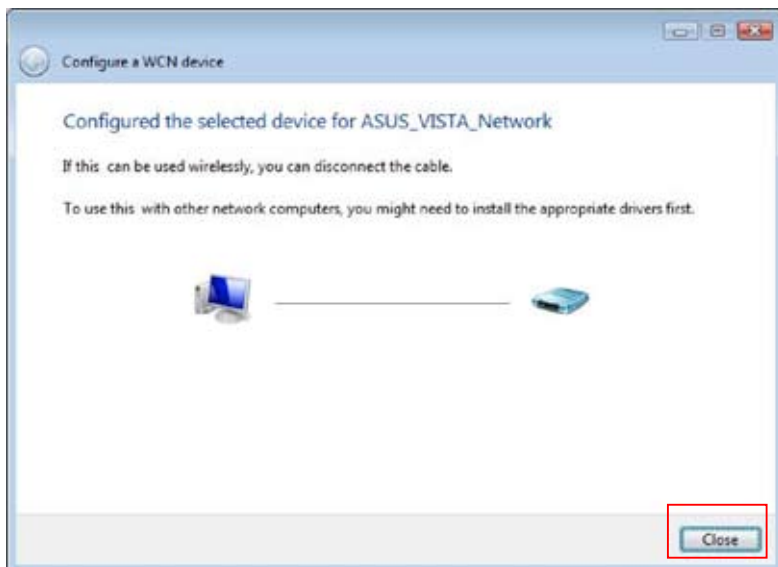 Configure a WCN device
Configured the selected device for ASUS_VISTA_Network
If this can be used wirelessly, you can disconnect the cable.
To use this with other network computers, you might need to install the appropriate drivers first.
Close